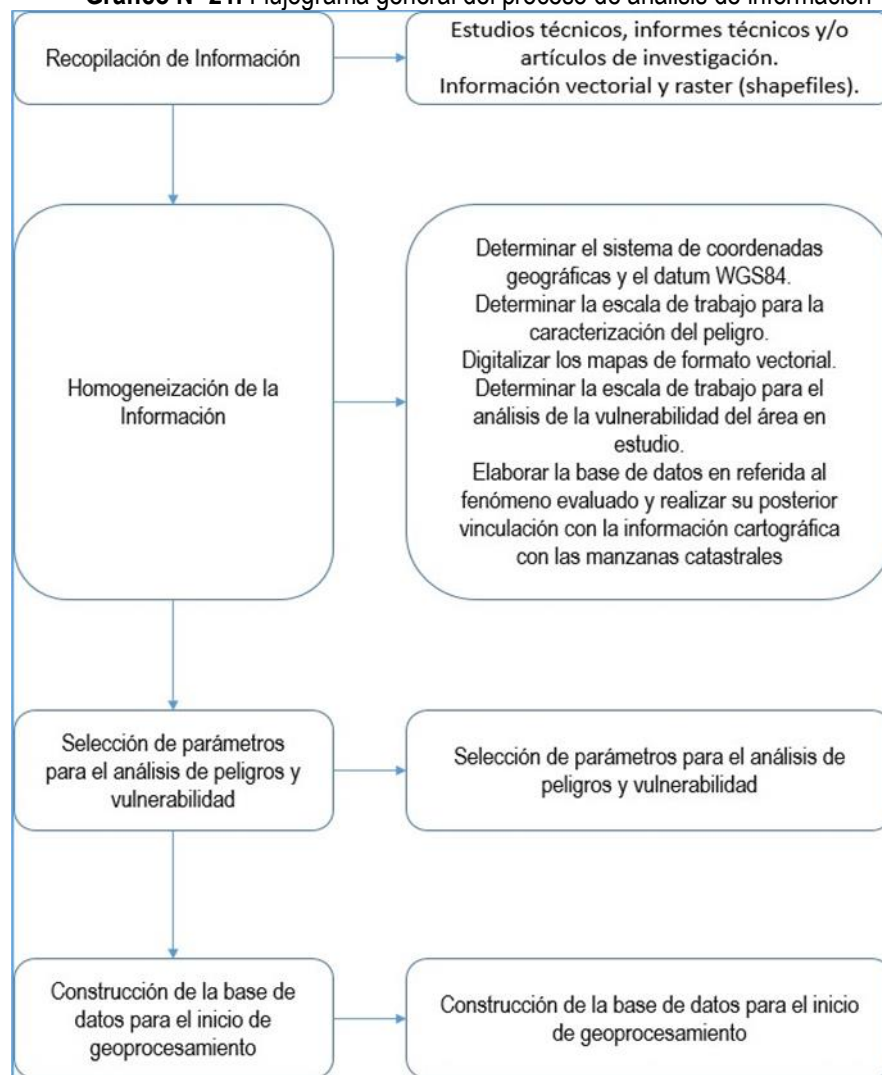 Gráfico N° 21. Flujograma general del proceso de análisis de información
Recopilación de Información
Estudios técnicos, informes técnicos y/o
artículos de investigación.
Información vectorial y raster (shapefiles).
Homogeneización de la
Información
Determinar el sistema de coordenadas
geográficas y el datum WGS84.
Determinar la escala de trabajo para la
caracterización del peligro.
Digitalizar los mapas de formato vectorial.
Determinar la escala de trabajo para el
análisis de la vulnerabilidad del área en
estudio.
Elaborar la base de datos en referida al
fenómeno evaluado y realizar su posterior
vinculación con la información cartográfica
con las manzanas catastrales
Selección de parámetros
para el análisis de peligros y
vulnerabilidad
Selección de parámetros para el análisis de
peligros y vulnerabilidad
Construcción de la base de
datos para el inicio de
geoprocesamiento
Construcción de la base de datos para el inicio
de geoprocesamiento